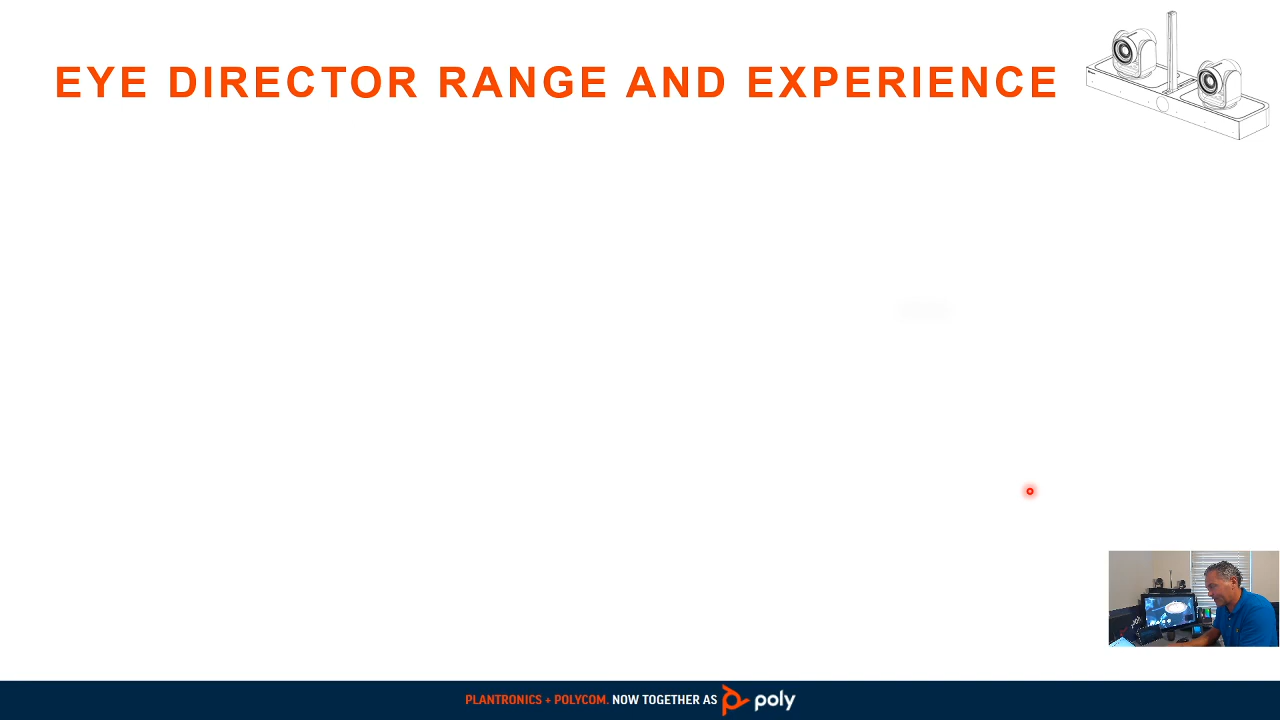 EYE DIRECTOR RANGE AND EXPERIENCE
PLANTRONICS + POLYCOM. NOW TOGETHER AS poly